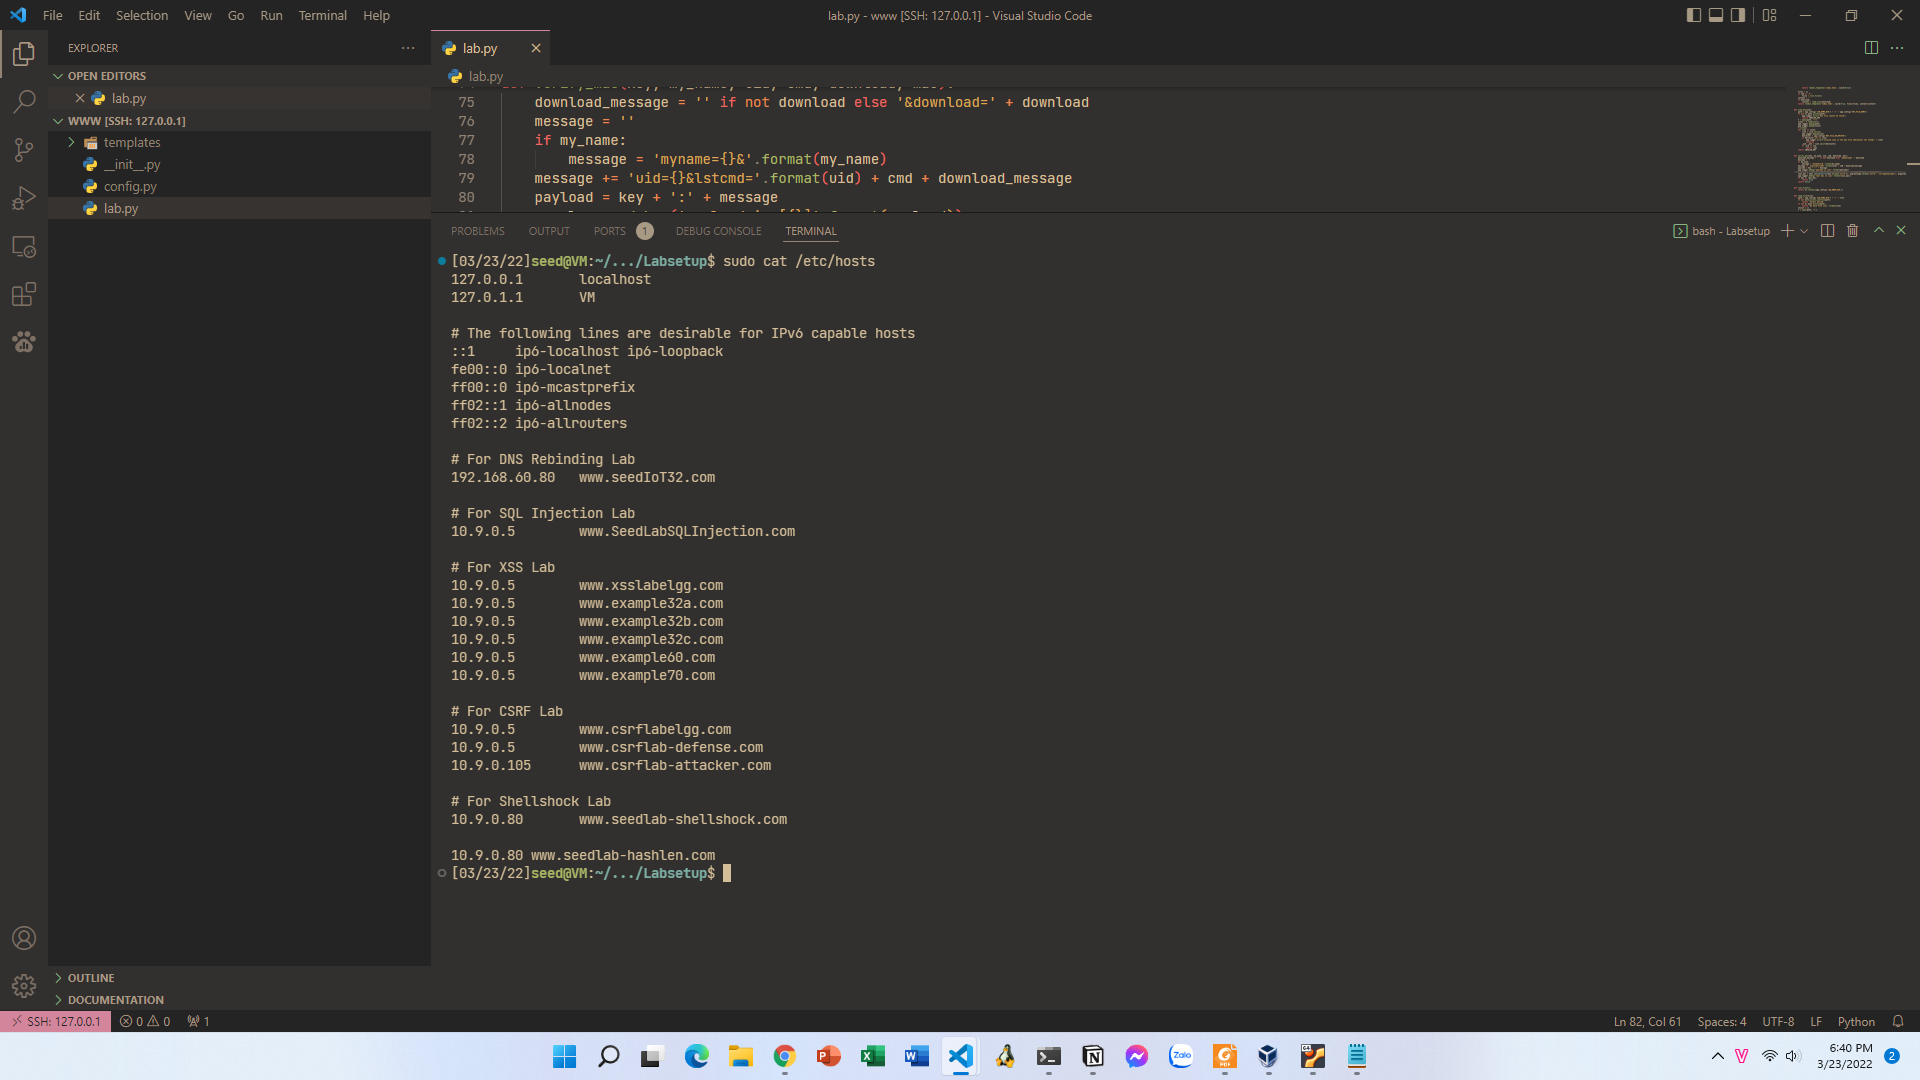 File Edit Selection View Go Run Terminal Help
lab.py - www [SSH: 127.0.0.1] - Visual Studio Code
EXPLORER
OPEN EDITORS
lab.py
WWW [SSH: 127.0.0.1]
templates
__init__.py
config.py
lab.py
OUTLINE
DOCUMENTATION
lab.py
lab.py
75 download_message = '' if not download else '&download=' + download
76 message = ''
77 if my_name:
78 message = 'myname={}&'.format(my_name)
79 message += 'uid={}&lstcmd='.format(uid) + cmd + download_message
80 payload = key + ':' + message
PROBLEMS OUTPUT PORTS 1 DEBUG CONSOLE TERMINAL
bash - Labsetup
[03/23/22]seed@VM:~/.../Labsetup$ sudo cat /etc/hosts
127.0.0.1 localhost
127.0.1.1 VM
# The following lines are desirable for IPv6 capable hosts
::1 ip6-localhost ip6-loopback
fe00::0 ip6-localnet
ff00::0 ip6-mcastprefix
ff02::1 ip6-allnodes
ff02::2 ip6-allrouters
# For DNS Rebinding Lab
192.168.60.80 www.seedIoT32.com
# For SQL Injection Lab
10.9.0.5 www.SeedLabSQLInjection.com
# For XSS Lab
10.9.0.5 www.xsslabelgg.com
10.9.0.5 www.example32a.com
10.9.0.5 www.example32b.com
10.9.0.5 www.example32c.com
10.9.0.5 www.example60.com
10.9.0.5 www.example70.com
# For CSRF Lab
10.9.0.5 www.csrflabelgg.com
10.9.0.5 www.csrflab-defense.com
10.9.0.105 www.csrflab-attacker.com
# For Shellshock Lab
10.9.0.80 www.seedlab-shellshock.com
10.9.0.80 www.seedlab-hashlen.com
[03/23/22]seed@VM:~/.../Labsetup$
SSH: 127.0.0.1 0 0 1
Ln 82, Col 61 Spaces: 4 UTF-8 LF Python
6:40 PM
3/23/2022
2